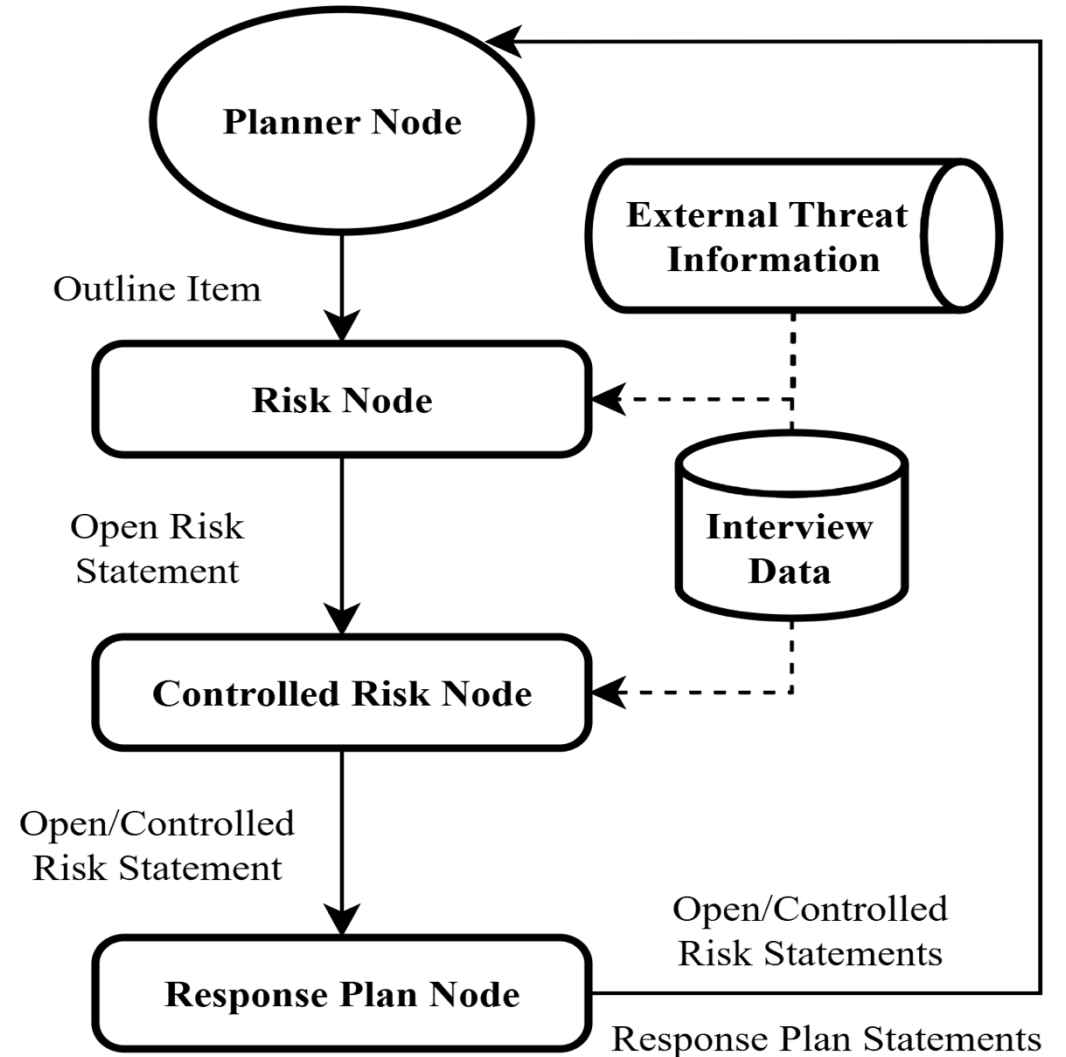 Planner Node
External Threat
Information
Outline Item
Risk Node
Open Risk
Statement
Interview
Data
Controlled Risk Node
Open/Controlled
Risk Statement
Open/Controlled
Risk Statements
Response Plan Node
Response Plan Statements